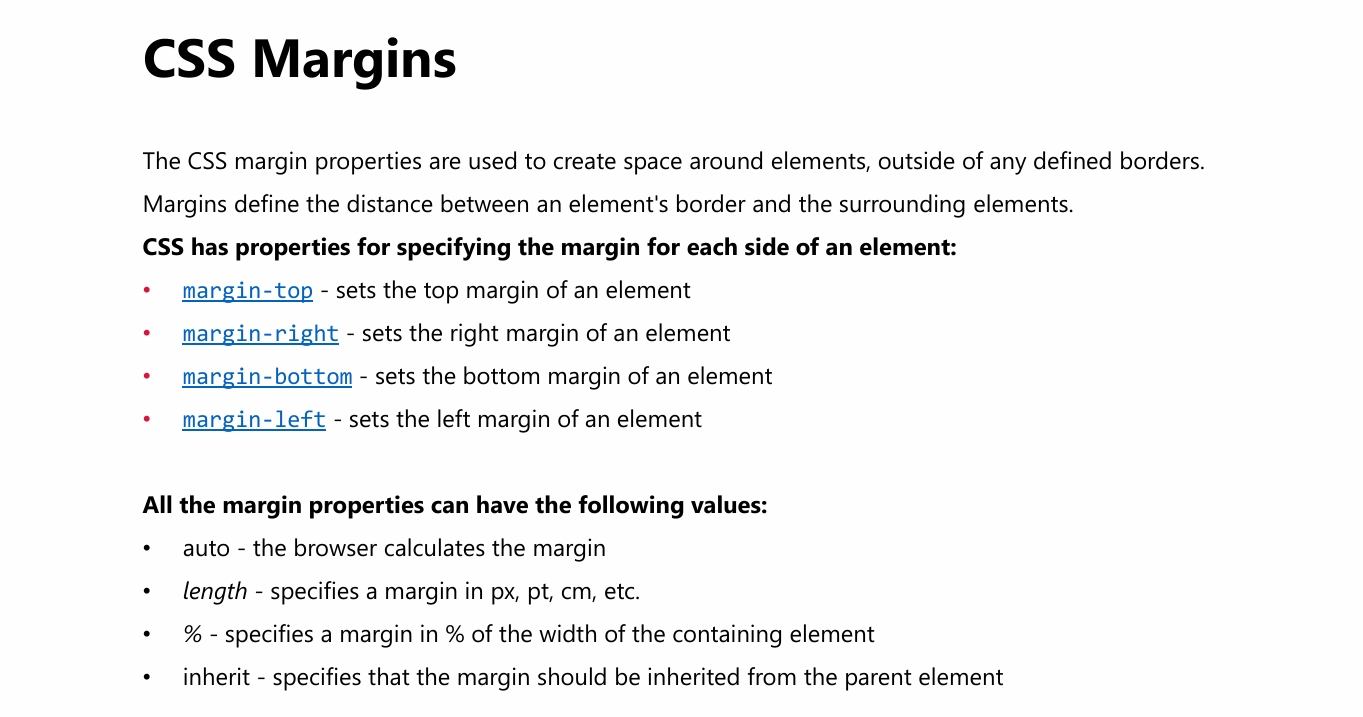 CSS Margins
The CSS margin properties are used to create space around elements, outside of any defined borders.
Margins define the distance between an element's border and the surrounding elements.
CSS has properties for specifying the margin for each side of an element:
• margin-top - sets the top margin of an element
• margin-right - sets the right margin of an element
• margin-bottom - sets the bottom margin of an element
• margin-left - sets the left margin of an element
All the margin properties can have the following values:
• auto - the browser calculates the margin
• length - specifies a margin in px, pt, cm, etc.
• % - specifies a margin in % of the width of the containing element
• inherit - specifies that the margin should be inherited from the parent element